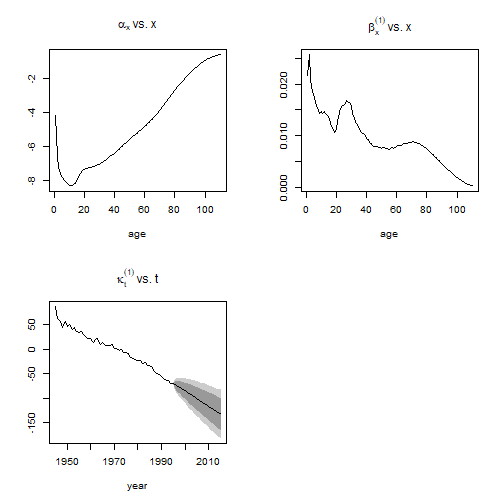 αₓ vs. x
-2
-4
-6
-8
0 20 40 60 80 100
age
βₓ⁽¹⁾ vs. x
0.020
0.010
0.000
0 20 40 60 80 100
age
κₜ⁽¹⁾ vs. t
50
0
-50
-150
1950 1970 1990 2010
year